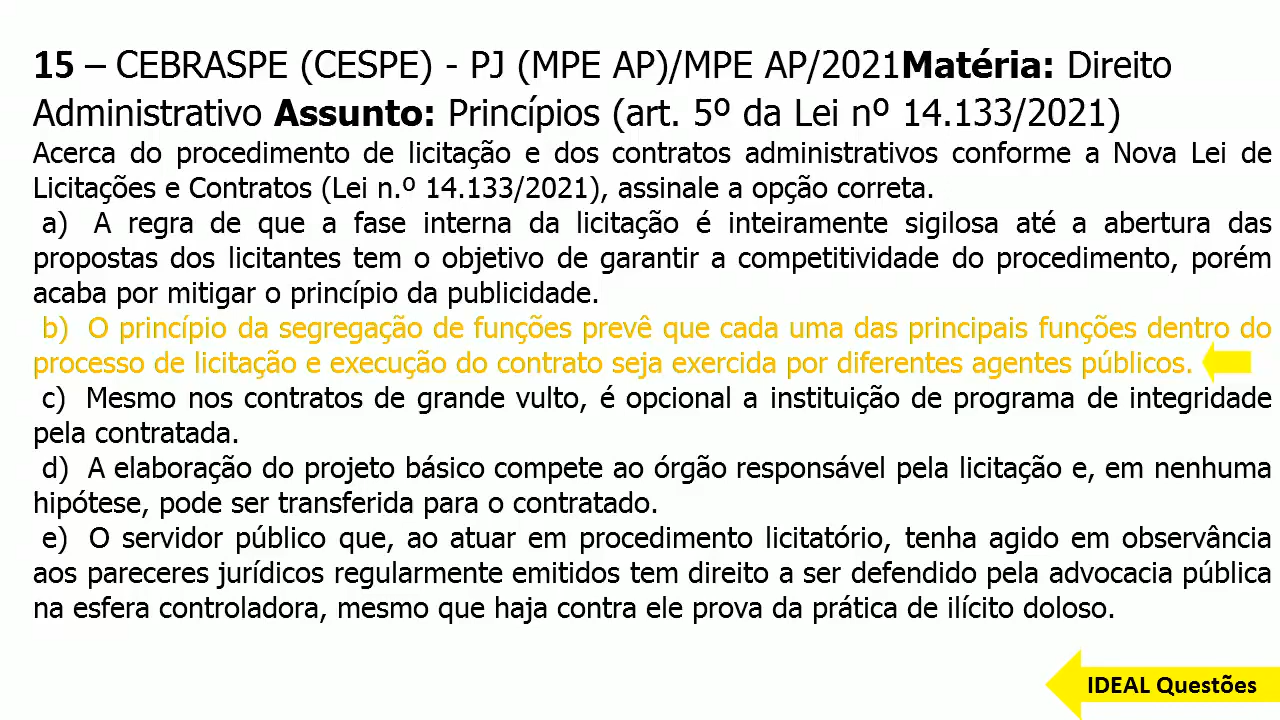 15 – CEBRASPE (CESPE) - PJ (MPE AP)/MPE AP/2021Matéria: Direito
Administrativo Assunto: Princípios (art. 5º da Lei nº 14.133/2021)
Acerca do procedimento de licitação e dos contratos administrativos conforme a Nova Lei de
Licitações e Contratos (Lei n.º 14.133/2021), assinale a opção correta.
a) A regra de que a fase interna da licitação é inteiramente sigilosa até a abertura das
propostas dos licitantes tem o objetivo de garantir a competitividade do procedimento, porém
acaba por mitigar o princípio da publicidade.
b) O princípio da segregação de funções prevê que cada uma das principais funções dentro do
processo de licitação e execução do contrato seja exercida por diferentes agentes públicos.
c) Mesmo nos contratos de grande vulto, é opcional a instituição de programa de integridade
pela contratada.
d) A elaboração do projeto básico compete ao órgão responsável pela licitação e, em nenhuma
hipótese, pode ser transferida para o contratado.
e) O servidor público que, ao atuar em procedimento licitatório, tenha agido em observância
aos pareceres jurídicos regularmente emitidos tem direito a ser defendido pela advocacia pública
na esfera controladora, mesmo que haja contra ele prova da prática de ilícito doloso.
IDEAL Questões